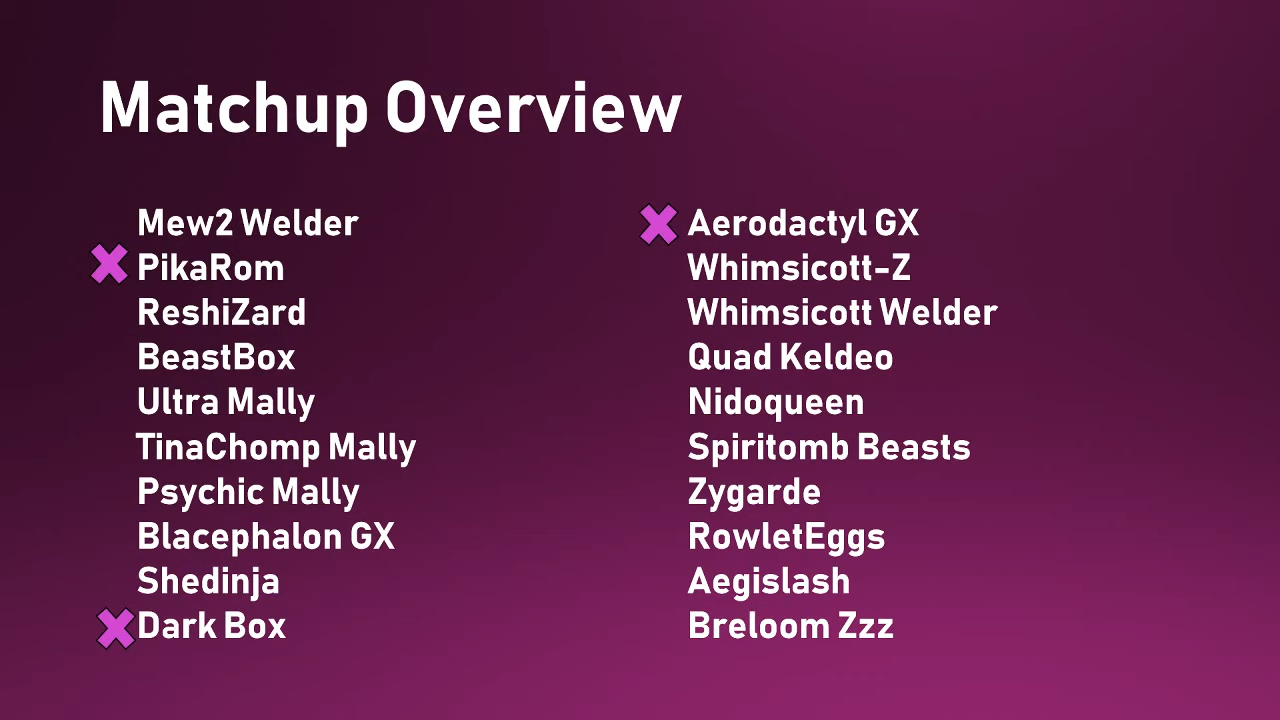 Matchup Overview
Mew2 Welder
PikaRom
ReshiZard
BeastBox
Ultra Mally
TinaChomp Mally
Psychic Mally
Blacephalon GX
Shedinja
Dark Box
Aerodactyl GX
Whimsicott-Z
Whimsicott Welder
Quad Keldeo
Nidoqueen
Spiritomb Beasts
Zygarde
RowletEggs
Aegislash
Breloom Zzz